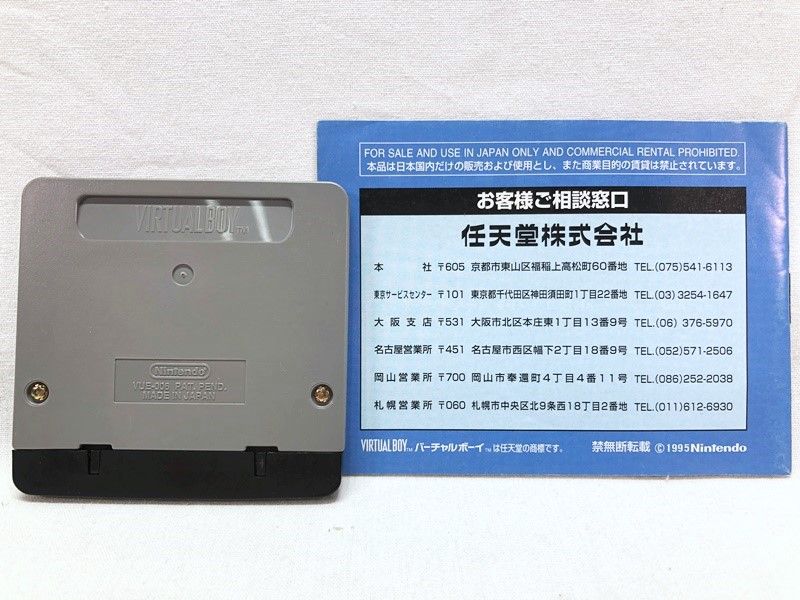 VIRTUAL BOY™
Nintendo
VUE-006 PAT. PEND.
MADE IN JAPAN
FOR SALE AND USE IN JAPAN ONLY AND COMMERCIAL RENTAL PROHIBITED.
本品は日本国内だけの販売および使用とし、また商業目的の賃貸は禁止されています。
お客様ご相談窓口
任天堂株式会社
本 社 〒605 京都市東山区福稲上高松町60番地 TEL.(075)541-6113
東京サービスセンター 〒101 東京都千代田区神田須田町1丁目22番地 TEL.(03)3254-1647
大阪支店 〒531 大阪市北区本庄東1丁目13番9号 TEL.(06) 376-5970
名古屋営業所 〒451 名古屋市西区幅下2丁目18番9号 TEL.(052)571-2506
岡山営業所 〒700 岡山市奉還町4丁目4番11号 TEL.(086)252-2038
札幌営業所 〒060 札幌市中央区北9条西18丁目2番地 TEL.(011)612-6930
VIRTUAL BOY™ バーチャルボーイ™は任天堂の商標です。 禁無断転載 ©1995 Nintendo